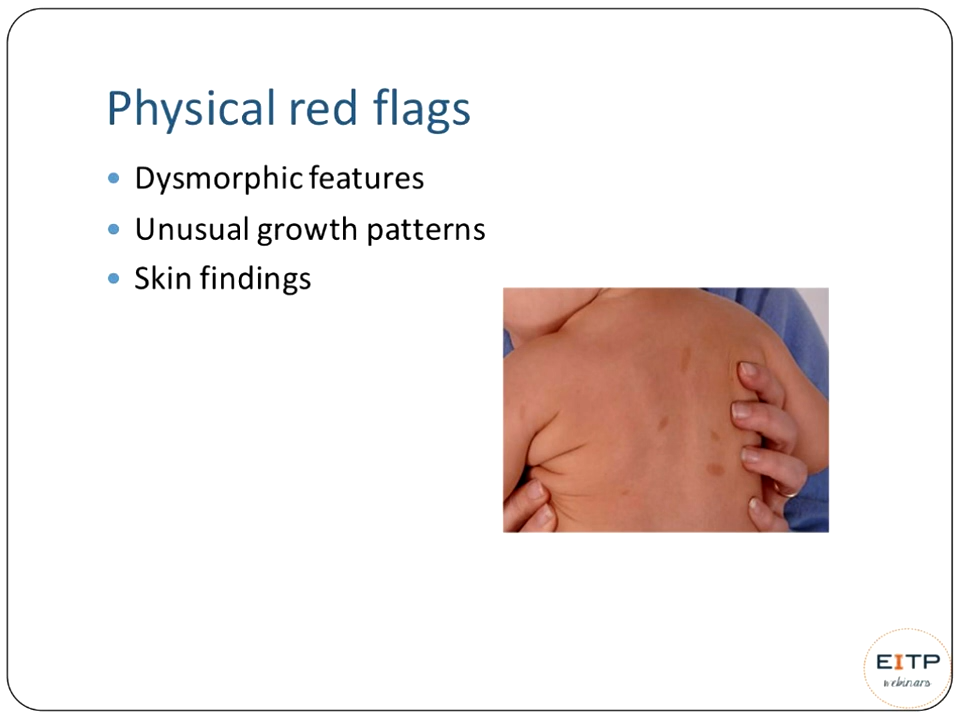 Physical red flags
Dysmorphic features
Unusual growth patterns
Skin findings
EITP
webinars